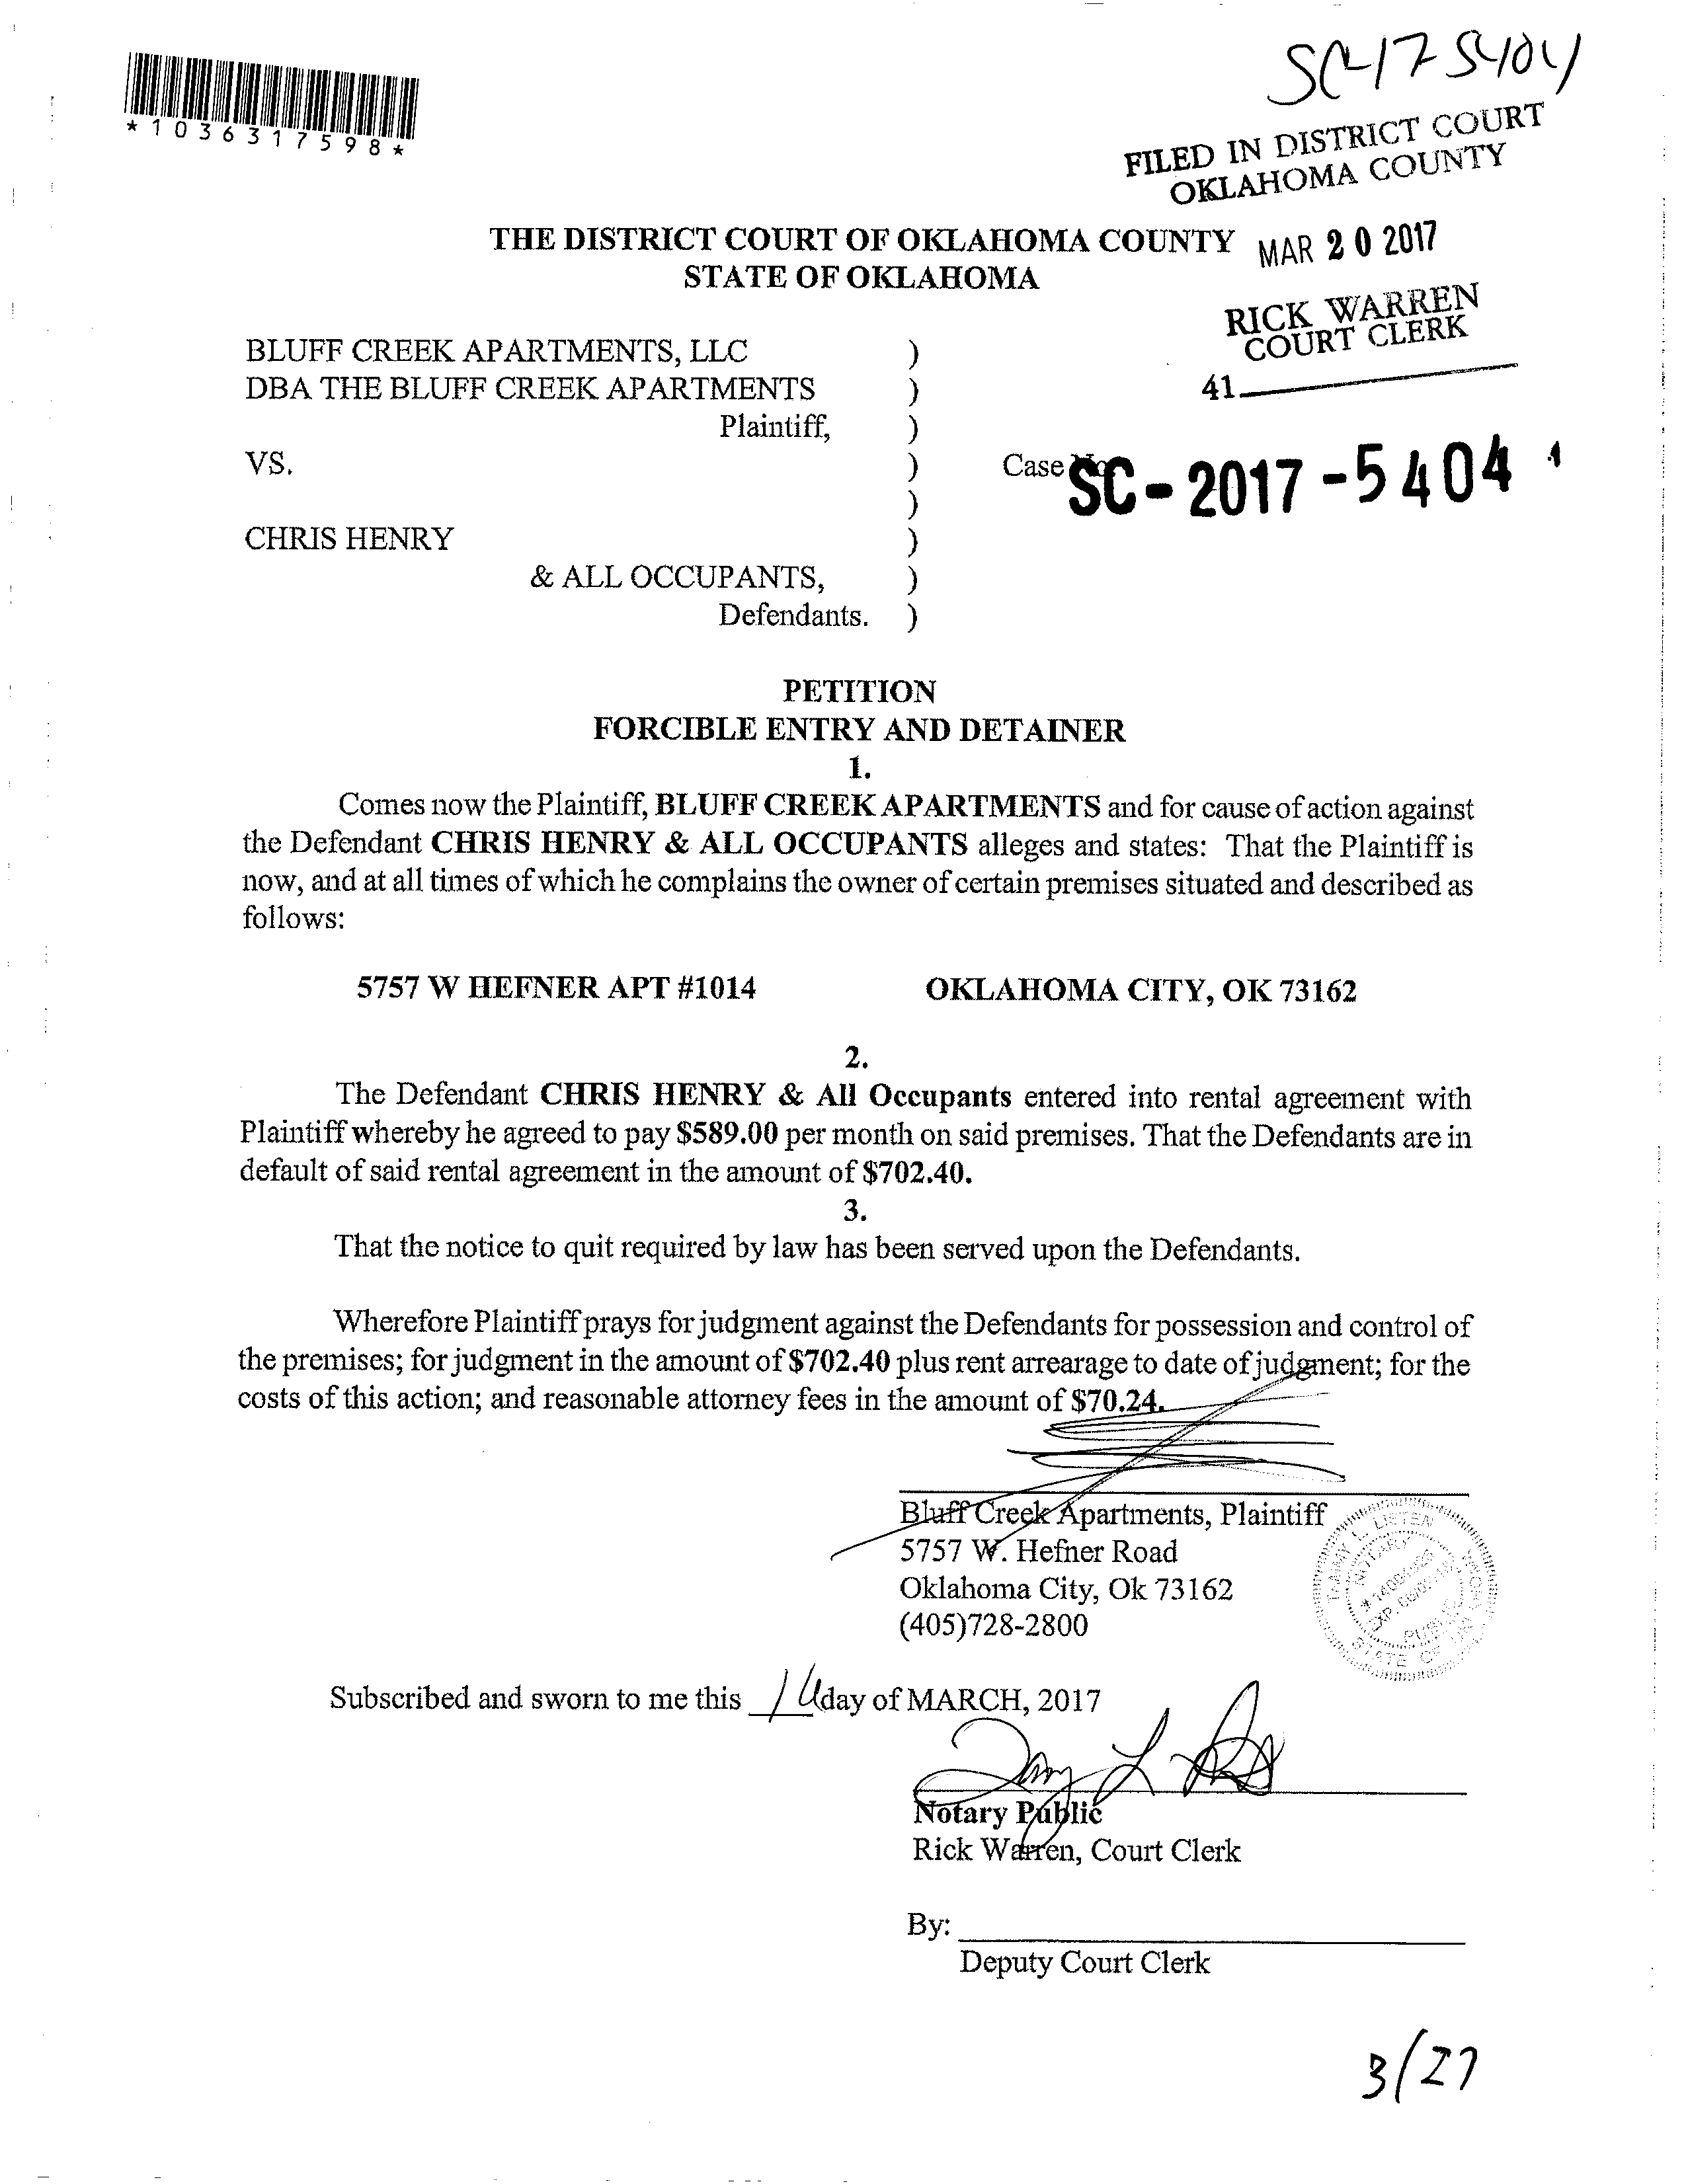 SC-17 5404
*1036317598*
FILED IN DISTRICT COURT
OKLAHOMA COUNTY
THE DISTRICT COURT OF OKLAHOMA COUNTY
MAR 20 2017
STATE OF OKLAHOMA
RICK WARREN
COURT CLERK
41
BLUFF CREEK APARTMENTS, LLC )
DBA THE BLUFF CREEK APARTMENTS )
Plaintiff, )
VS. ) Case No. SC-2017-5404
)
CHRIS HENRY )
& ALL OCCUPANTS, )
Defendants. )
PETITION
FORCIBLE ENTRY AND DETAINER
1.
Comes now the Plaintiff, BLUFF CREEK APARTMENTS and for cause of action against
the Defendant CHRIS HENRY & ALL OCCUPANTS alleges and states: That the Plaintiff is
now, and at all times of which he complains the owner of certain premises situated and described as
follows:
5757 W HEFNER APT #1014 OKLAHOMA CITY, OK 73162
2.
The Defendant CHRIS HENRY & All Occupants entered into rental agreement with
Plaintiff whereby he agreed to pay $589.00 per month on said premises. That the Defendants are in
default of said rental agreement in the amount of $702.40.
3.
That the notice to quit required by law has been served upon the Defendants.
Wherefore Plaintiff prays for judgment against the Defendants for possession and control of
the premises; for judgment in the amount of $702.40 plus rent arrearage to date of judgment; for the
costs of this action; and reasonable attorney fees in the amount of $70.24.
Bluff Creek Apartments, Plaintiff
5757 W. Hefner Road
Oklahoma City, Ok 73162
(405)728-2800
TAMMY L. LISTEN
NOTARY
PUBLIC
STATE OF OKLAHOMA
Subscribed and sworn to me this day of MARCH, 2017
Notary Public
Rick Warren, Court Clerk
By:
Deputy Court Clerk
3/27